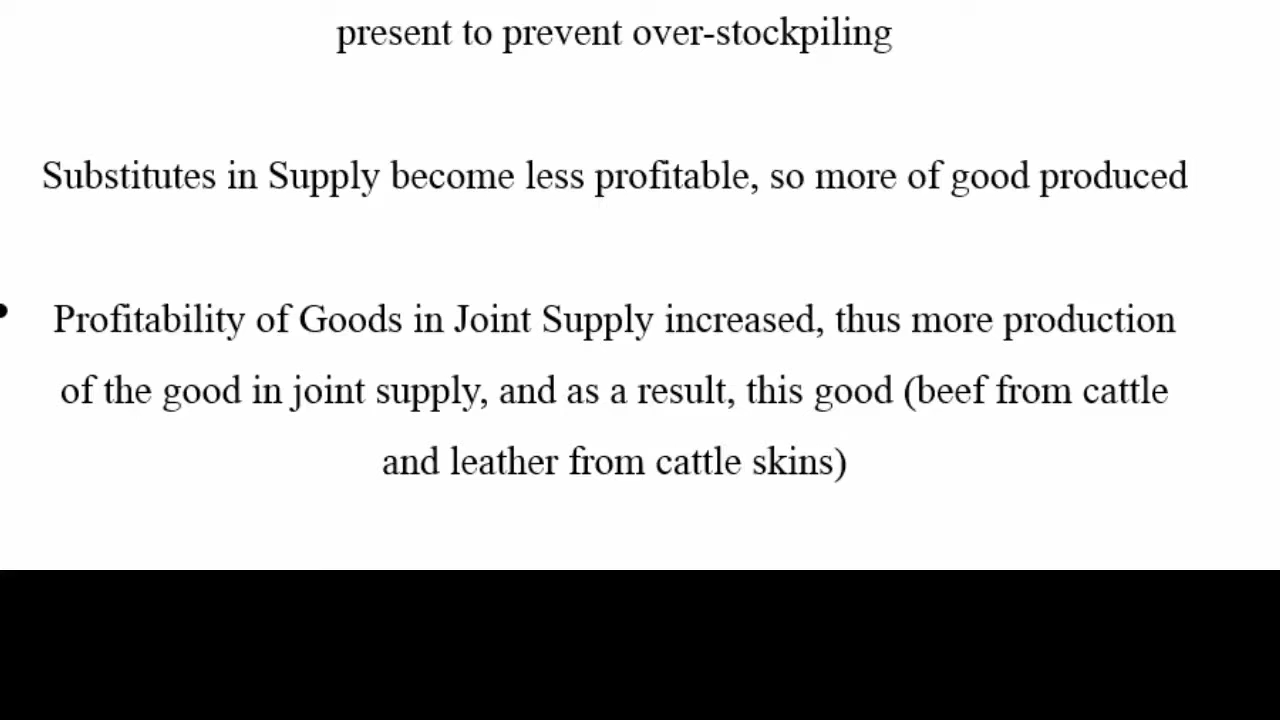 present to prevent over-stockpiling
Substitutes in Supply become less profitable, so more of good produced
• Profitability of Goods in Joint Supply increased, thus more production
of the good in joint supply, and as a result, this good (beef from cattle
and leather from cattle skins)